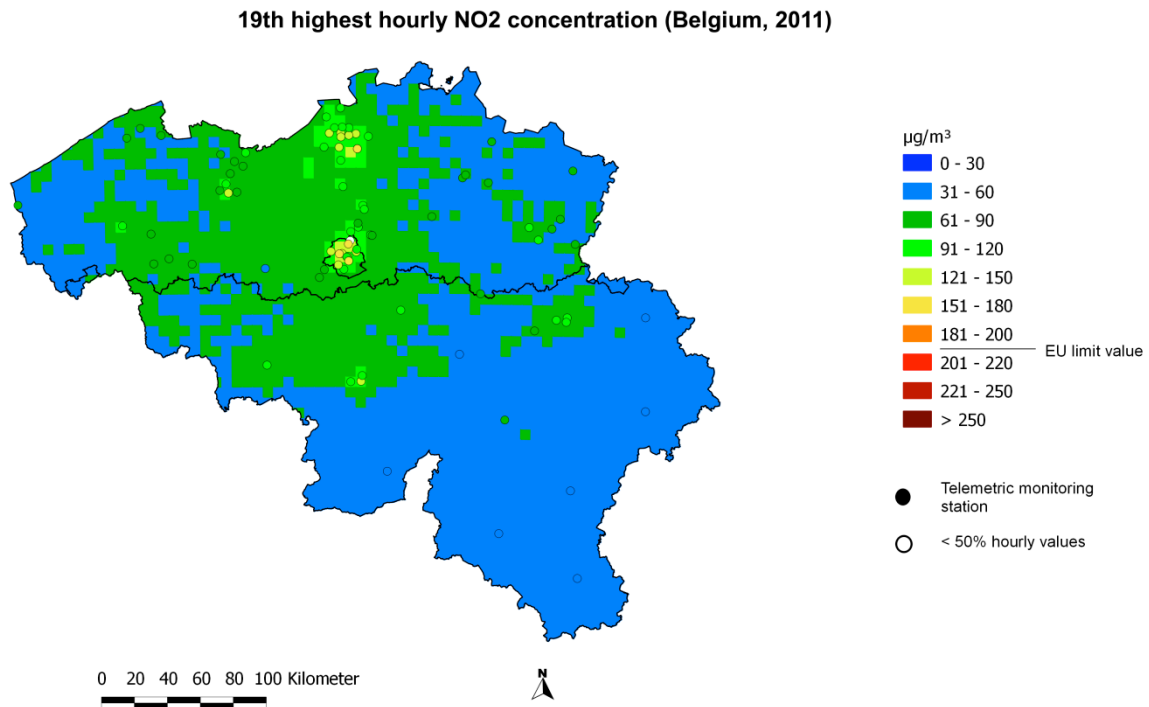 19th highest hourly NO2 concentration (Belgium, 2011)
µg/m³
0 - 30
31 - 60
61 - 90
91 - 120
121 - 150
151 - 180
181 - 200
EU limit value
201 - 220
221 - 250
> 250
Telemetric monitoring
station
< 50% hourly values
0 20 40 60 80 100 Kilometer
N